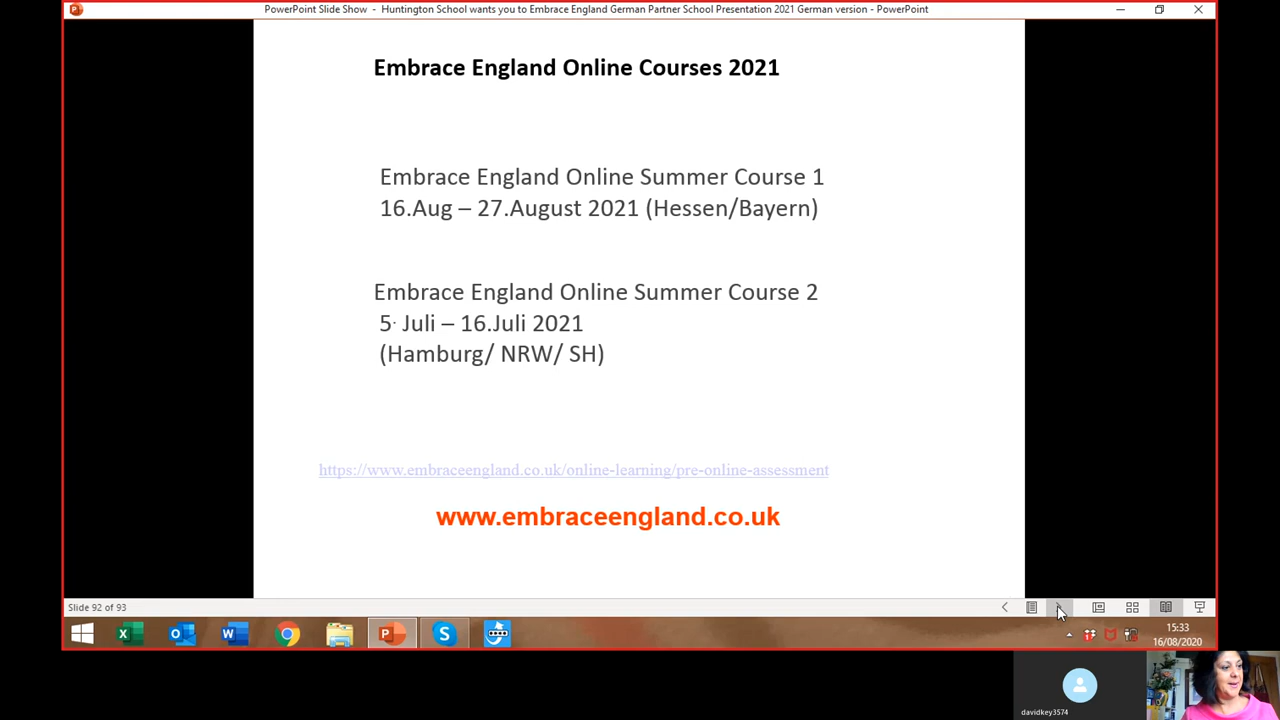 PowerPoint Slide Show - Huntington School wants you to Embrace England German Partner School Presentation 2021 German version - PowerPoint
Embrace England Online Courses 2021
Embrace England Online Summer Course 1
16.Aug – 27.August 2021 (Hessen/Bayern)
Embrace England Online Summer Course 2
5. Juli – 16.Juli 2021
(Hamburg/ NRW/ SH)
https://www.embraceengland.co.uk/online-learning/pre-online-assessment
www.embraceengland.co.uk
Slide 92 of 93
15:33
16/08/2020
davidkey3574